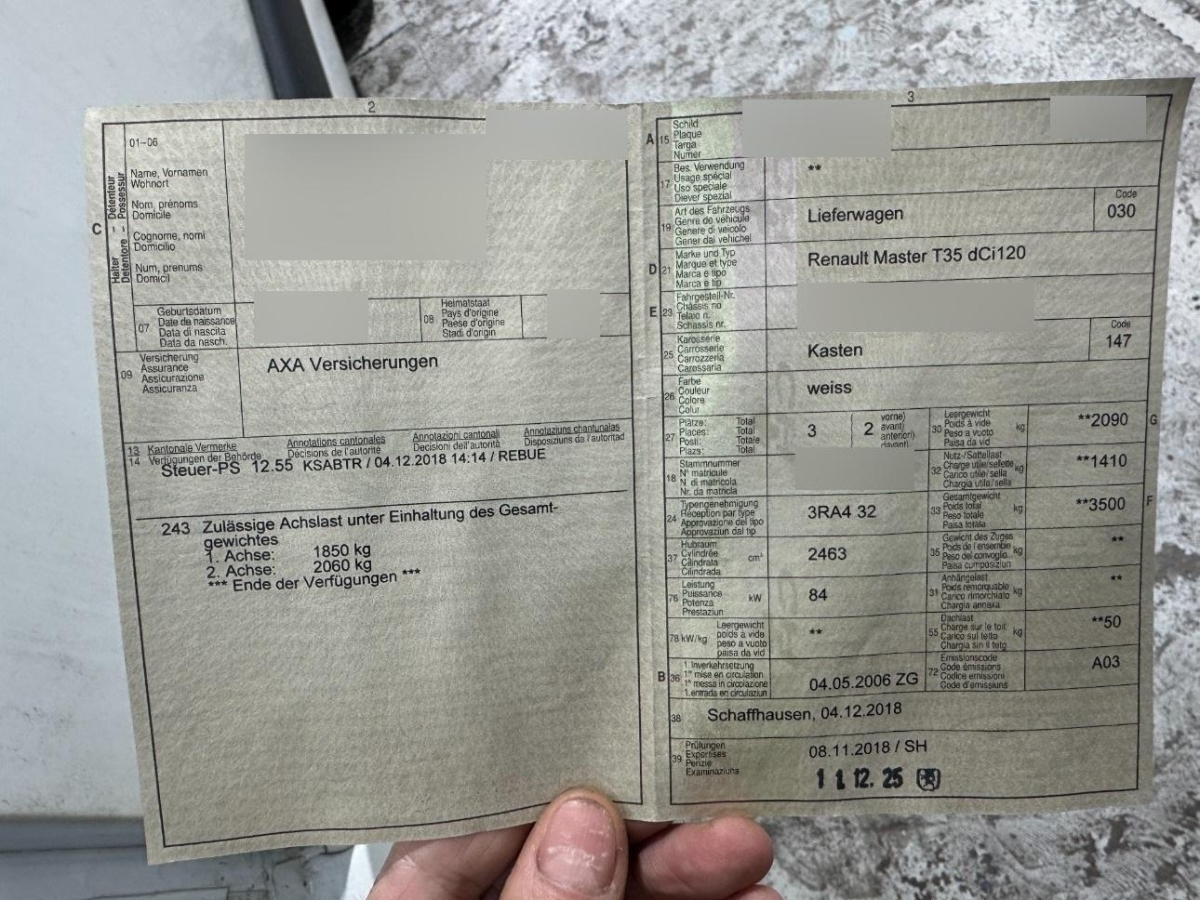 2
01-06
Name, Vornamen
Wohnort
Nom, prénoms
Domicile
Cognome, nomi
Domicilio
Num, prenums
Domicil
C
Halter - Détenteur
Detentore - Possessur
07
Geburtsdatum
Date de naissance
Data di nascita
Data da nasch.
08
Heimatstaat
Pays d'origine
Paese d'origine
Stadi d'origin
09
Versicherung
Assurance
Assicurazione
Assicuranza
AXA Versicherungen
13 Kantonale Vermerke Annotations cantonales Annotazioni cantonali Annotaziuns chantunalas
14 Verfügungen der Behörde Décisions de l'autorité Decisioni dell'autorità Disposiziuns da l'autoritad
Steuer-PS 12.55 KSABTR / 04.12.2018 14:14 / REBUE
243 Zulässige Achslast unter Einhaltung des Gesamt-
gewichtes
1. Achse: 1850 kg
2. Achse: 2060 kg
*** Ende der Verfügungen ***
3
A 15
Schild
Plaque
Targa
Numer
17
Bes. Verwendung
Usage spécial
Uso speciale
Diever spezial
**
19
Art des Fahrzeugs
Genre de véhicule
Genere di veicolo
Gener dal vehichel
Lieferwagen
Code
030
D 21
Marke und Typ
Marque et type
Marca e tipo
Marca e tip
Renault Master T35 dCi120
E 23
Fahrgestell-Nr.
Châssis no
Telaio n.
Schassis nr.
25
Karosserie
Carrosserie
Carrozzeria
Carossaria
Kasten
Code
147
26
Farbe
Couleur
Colore
Colur
weiss
27
Plätze: Total
Places: Total
Posti: Totale
Plazs: Total
3
2
vorne)
avant)
anteriori)
davant)
30
Leergewicht
Poids à vide
Peso a vuoto
Paisa da vid
kg
**2090
G
18
Stammnummer
N° matricule
N. di matricola
Nr. da matricla
32
Nutz-/Sattellast
Charge utile/sellette
Carico utile/sella
Chargia utila/sella
kg
**1410
24
Typengenehmigung
Réception par type
Approvazione del tipo
Approvaziun dal tip
3RA4 32
33
Gesamtgewicht
Poids total
Peso totale
Paisa totala
kg
**3500
F
37
Hubraum
Cylindrée
Cilindrata
Cilindrada
cm³
2463
35
Gewicht des Zuges
Poids de l'ensemble
Peso del convoglio
Paisa cumposiziun
kg
**
76
Leistung
Puissance
Potenza
Prestaziun
kW
84
31
Anhängelast
Poids remorquable
Carico rimorchiato
Chargia annexa
kg
**
78 kW/kg
Leergewicht
poids à vide
peso a vuoto
paisa da vid
**
55
Dachlast
Charge sur le toit
Carico sul tetto
Chargia sin il tetg
kg
**50
B 36
1. Inverkehrsetzung
1re mise en circulation
1a messa in circolazione
1. entrada en circulaziun
04.05.2006 ZG
72
Emissionscode
Code émissions
Codice emissioni
Code d'emissiuns
A03
38
Schaffhausen, 04.12.2018
39
Prüfungen
Expertises
Perizie
Examinaziuns
08.11.2018 / SH
1 1. 12. 25